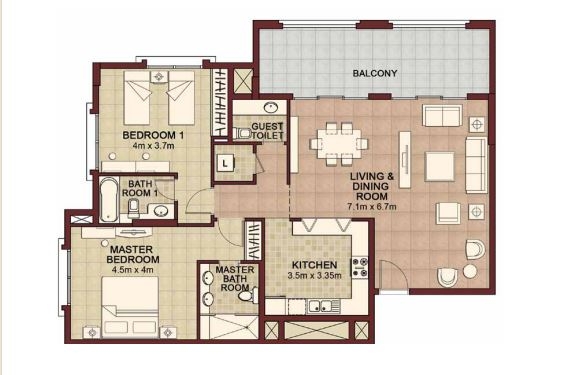 BALCONY
BEDROOM 1
4m x 3.7m
GUEST
TOILET
L
LIVING &
DINING
ROOM
7.1m x 6.7m
BATH
ROOM 1
MASTER
BEDROOM
4.5m x 4m
MASTER
BATH
ROOM
KITCHEN
3.5m x 3.35m